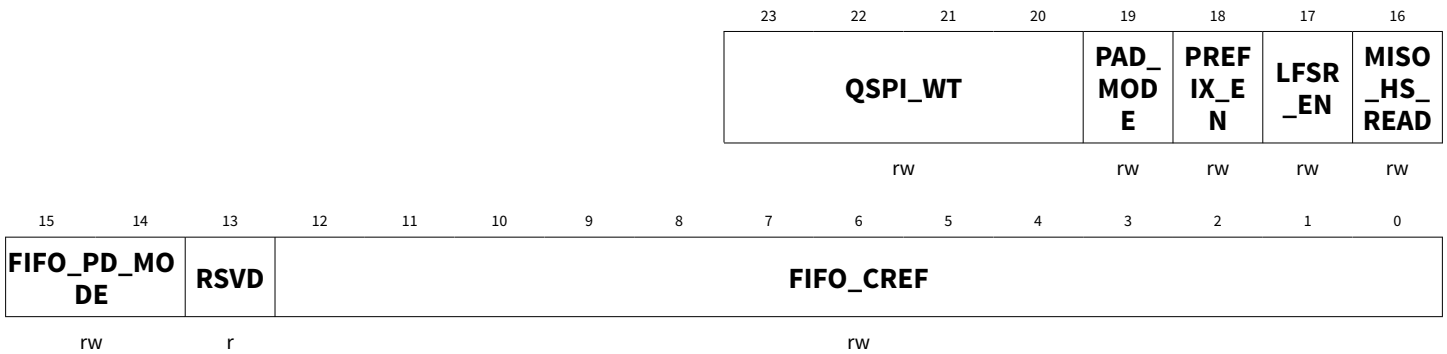 23 22 21 20 19 18 17 16
QSPI_WT PAD_ PREF LFSR MISO
MOD IX_E _EN _HS_
E N READ
rw rw rw rw rw
15 14 13 12 11 10 9 8 7 6 5 4 3 2 1 0
FIFO_PD_MO RSVD FIFO_CREF
DE
rw r rw